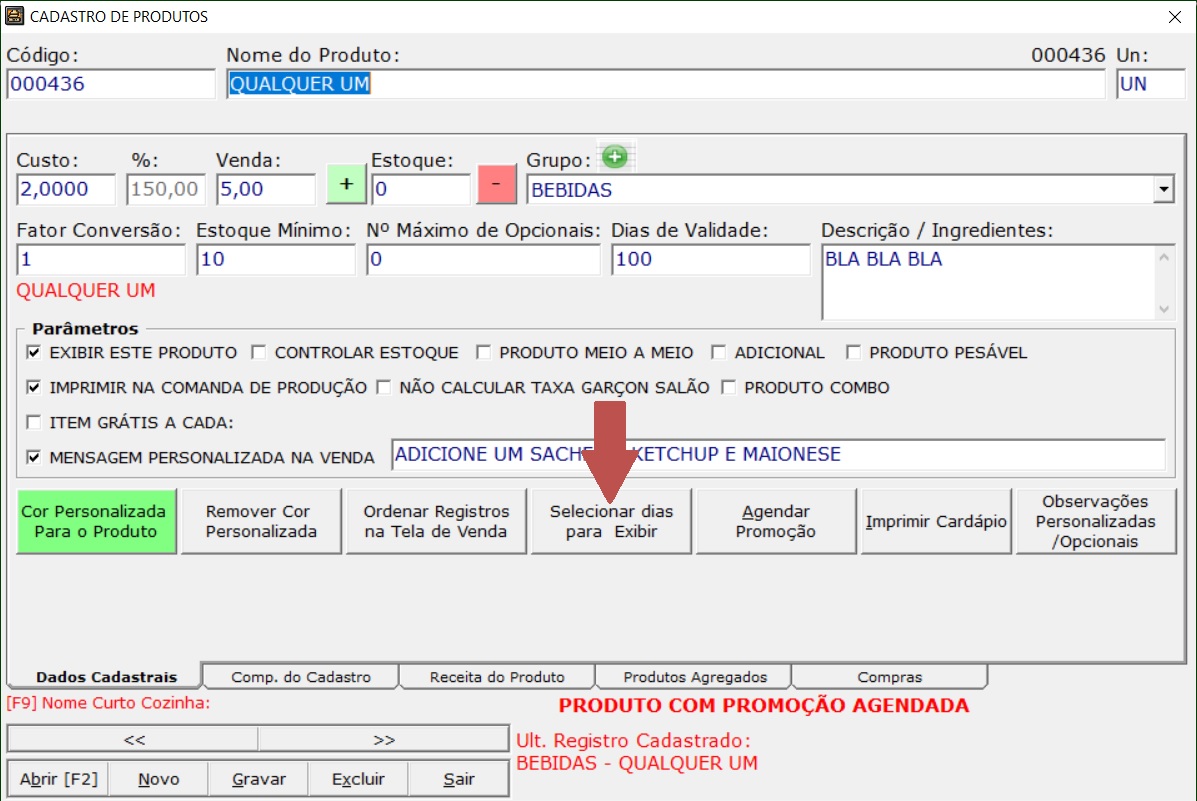 CADASTRO DE PRODUTOS
Código: Nome do Produto: 000436 Un:
000436 QUALQUER UM UN
Custo: %: Venda: + Estoque: - Grupo:
2,0000 150,00 5,00 0 BEBIDAS
Fator Conversão: Estoque Mínimo: Nº Máximo de Opcionais: Dias de Validade: Descrição / Ingredientes:
1 10 0 100 BLA BLA BLA
QUALQUER UM
Parâmetros
EXIBIR ESTE PRODUTO CONTROLAR ESTOQUE PRODUTO MEIO A MEIO ADICIONAL PRODUTO PESÁVEL
IMPRIMIR NA COMANDA DE PRODUÇÃO NÃO CALCULAR TAXA GARÇON SALÃO PRODUTO COMBO
ITEM GRÁTIS A CADA:
MENSAGEM PERSONALIZADA NA VENDA ADICIONE UM KETCHUP E MAIONESE
Cor Personalizada
Para o Produto
Remover Cor
Personalizada
Ordenar Registros
na Tela de Venda
Selecionar dias
para Exibir
Agendar
Promoção
Imprimir Cardápio
Observações
Personalizadas
/Opcionais
Dados Cadastrais Comp. do Cadastro Receita do Produto Produtos Agregados Compras
[F9] Nome Curto Cozinha: PRODUTO COM PROMOÇÃO AGENDADA
<< >> Ult. Registro Cadastrado:
BEBIDAS - QUALQUER UM
Abrir [F2] Novo Gravar Excluir Sair